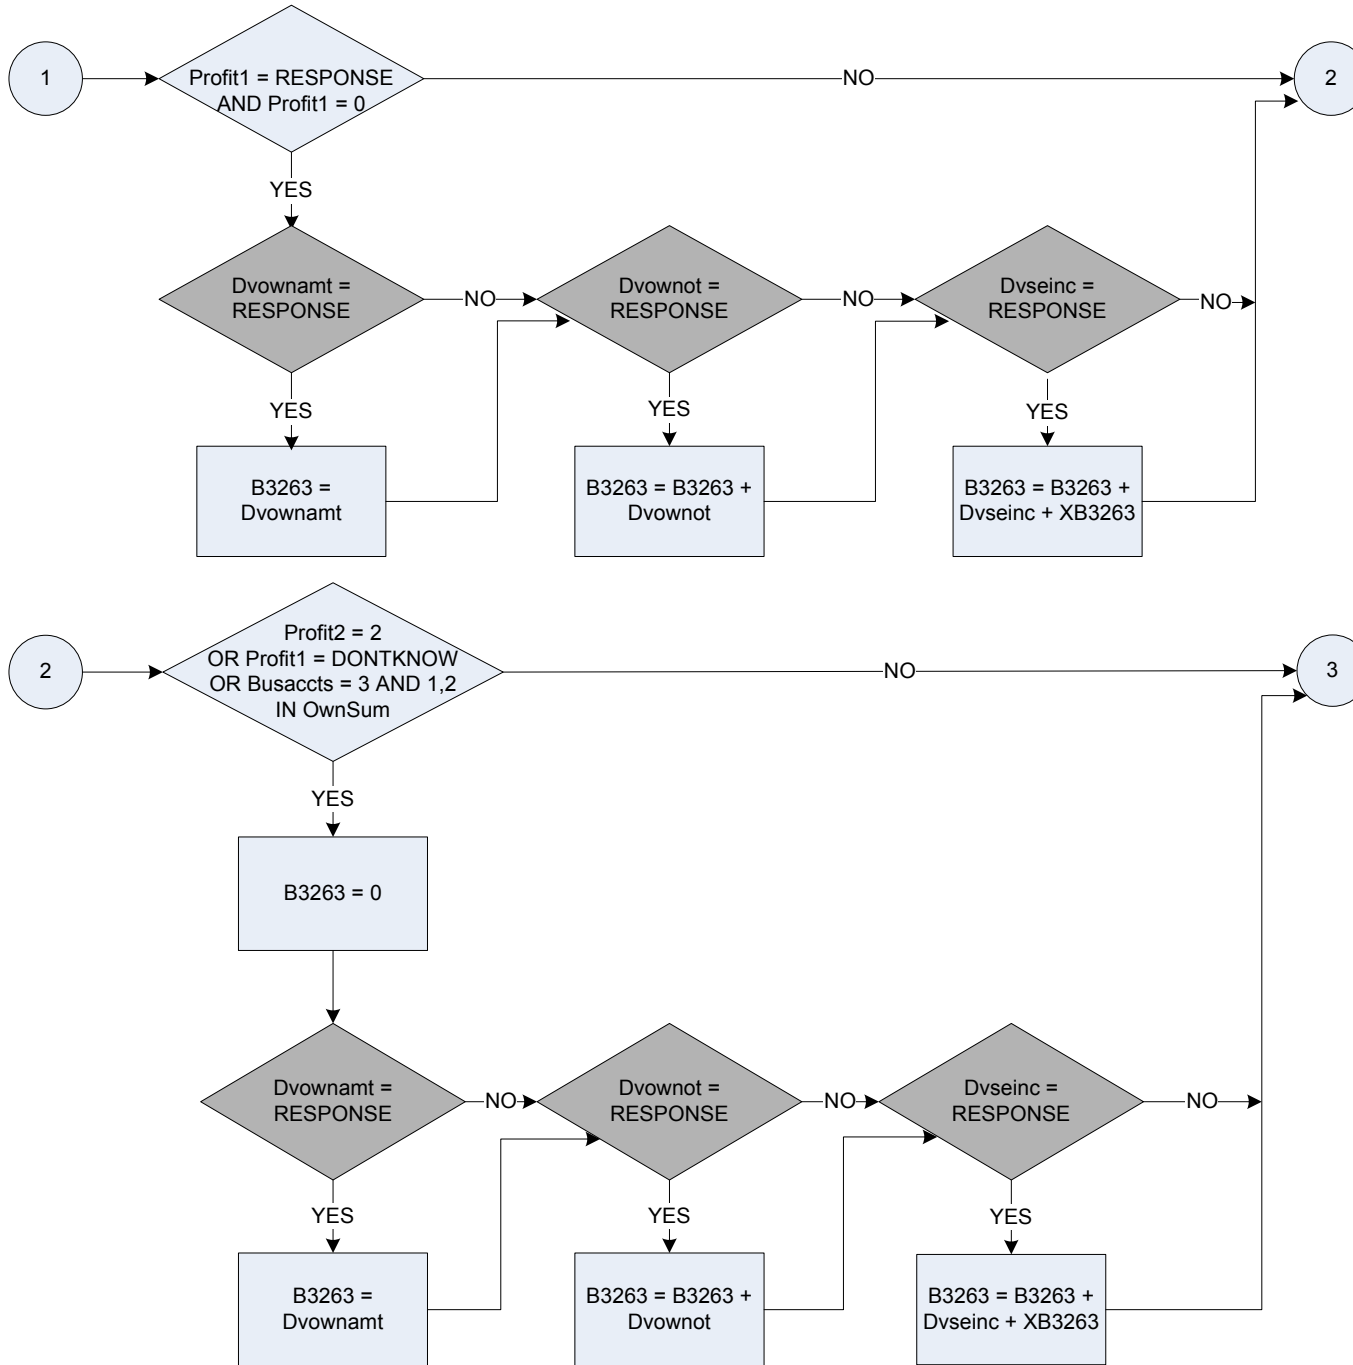 1
Profit1 = RESPONSE
AND Profit1 = 0
NO
2
YES
Dvownamt =
RESPONSE
NO
Dvownot =
RESPONSE
NO
Dvseinc =
RESPONSE
NO
YES
YES
YES
B3263 =
Dvownamt
B3263 = B3263 +
Dvownot
B3263 = B3263 +
Dvseinc + XB3263
2
Profit2 = 2
OR Profit1 = DONTKNOW
OR Busaccts = 3 AND 1,2
IN OwnSum
NO
3
YES
B3263 = 0
Dvownamt =
RESPONSE
NO
Dvownot =
RESPONSE
NO
Dvseinc =
RESPONSE
NO
YES
YES
YES
B3263 =
Dvownamt
B3263 = B3263 +
Dvownot
B3263 = B3263 +
Dvseinc + XB3263